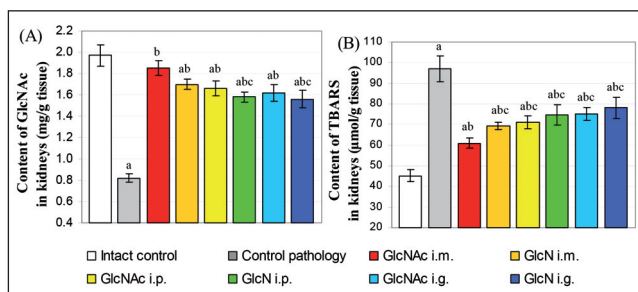 (A)
Content of GlcNAc
in kidneys (mg/g tissue)
2.2
2.0
1.8
1.6
1.4
1.2
1.0
0.8
0.6
0.4
a
b
ab
ab
abc
ab
abc
(B)
Content of TBARS
in kidneys (µmol/g tissue)
110
100
90
80
70
60
50
40
30
20
a
ab
abc
abc
abc
abc
abc
Intact control
Control pathology
GlcNAc i.m.
GlcN i.m.
GlcNAc i.p.
GlcN i.p.
GlcNAc i.g.
GlcN i.g.